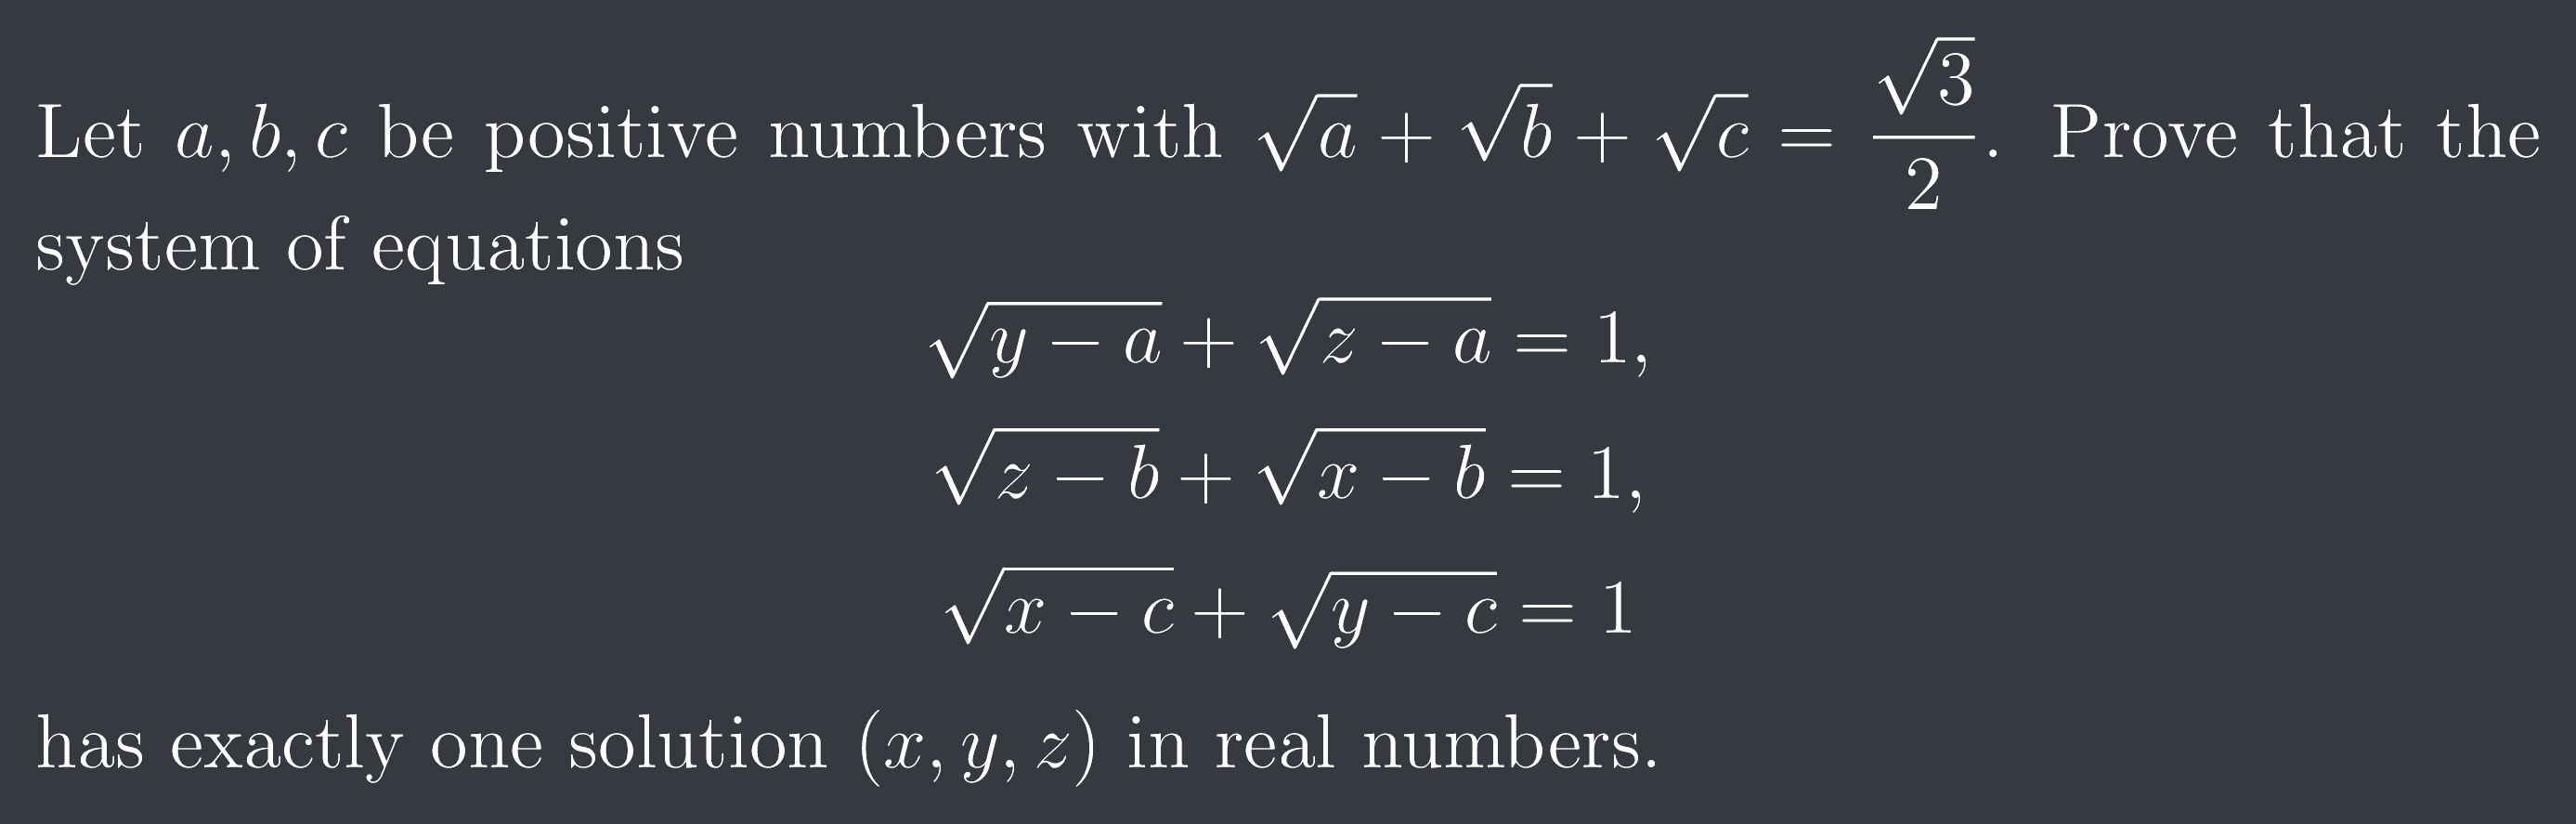 Let a, b, c be positive numbers with √a + √b + √c = √3/2. Prove that the
system of equations
√(y − a) + √(z − a) = 1,
√(z − b) + √(x − b) = 1,
√(x − c) + √(y − c) = 1
has exactly one solution (x, y, z) in real numbers.